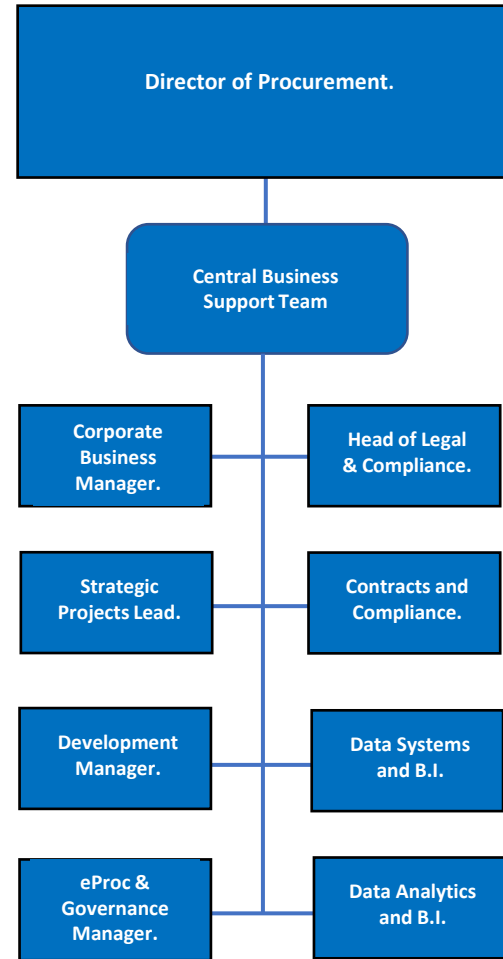 Director of Procurement.
Central Business
Support Team
Corporate
Business
Manager.
Head of Legal
& Compliance.
Strategic
Projects Lead.
Contracts and
Compliance.
Development
Manager.
Data Systems
and B.I.
eProc &
Governance
Manager.
Data Analytics
and B.I.